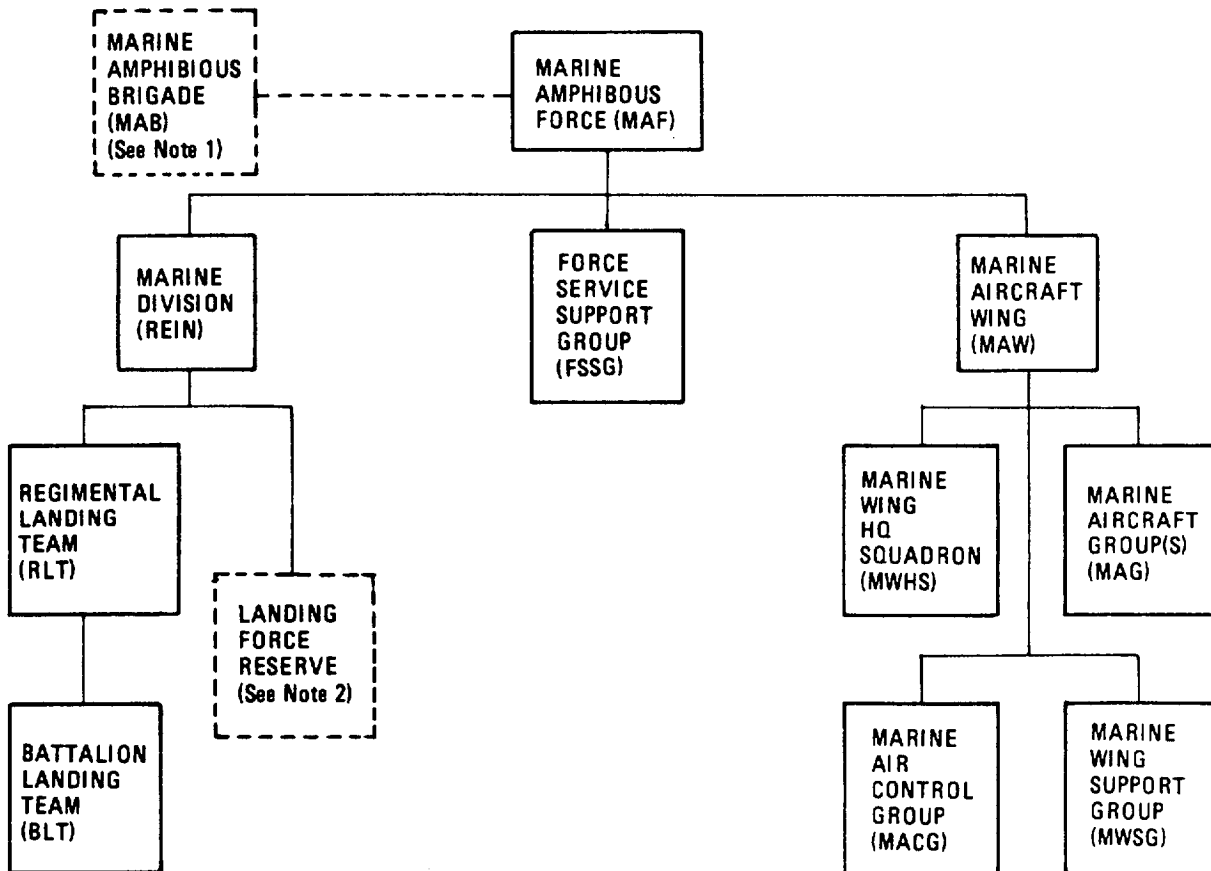 MARINE
AMPHIBIOUS
BRIGADE
(MAB)
(See Note 1)
MARINE
AMPHIBOUS
FORCE (MAF)
MARINE
DIVISION
(REIN)
FORCE
SERVICE
SUPPORT
GROUP
(FSSG)
MARINE
AIRCRAFT
WING
(MAW)
REGIMENTAL
LANDING
TEAM
(RLT)
LANDING
FORCE
RESERVE
(See Note 2)
MARINE
WING
HQ
SQUADRON
(MWHS)
MARINE
AIRCRAFT
GROUP(S)
(MAG)
BATTALION
LANDING
TEAM
(BLT)
MARINE
AIR
CONTROL
GROUP
(MACG)
MARINE
WING
SUPPORT
GROUP
(MWSG)